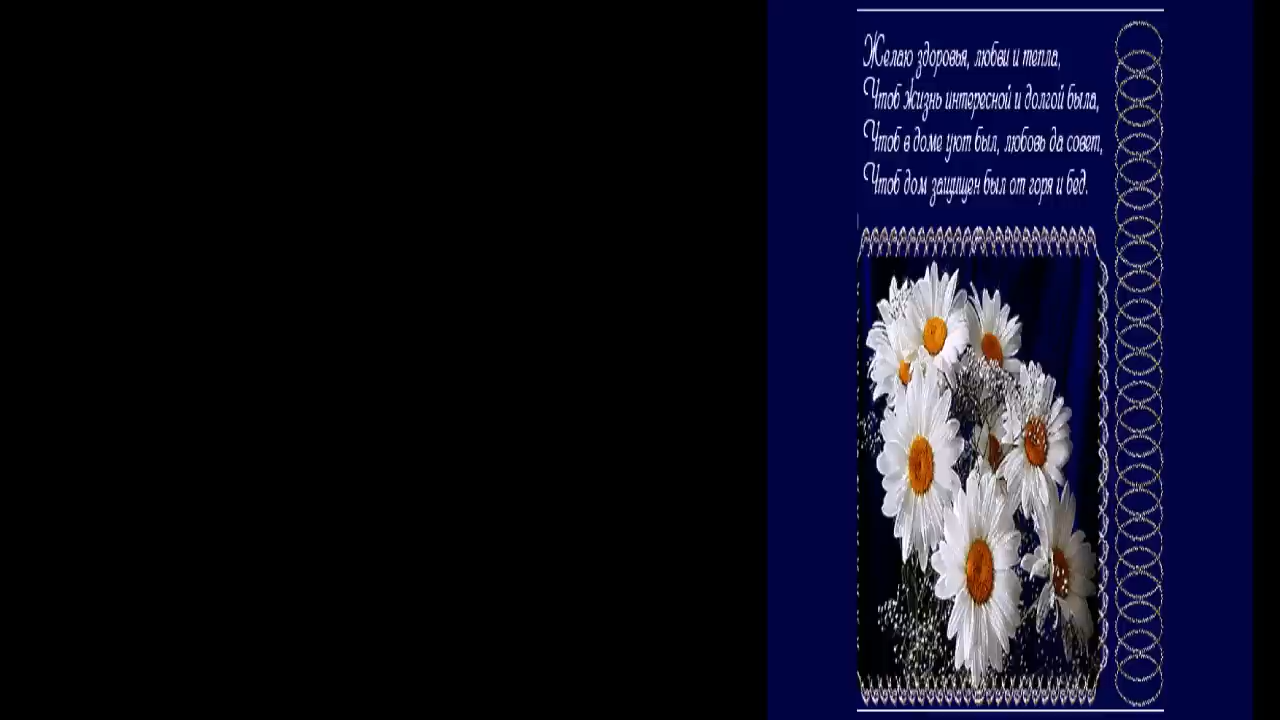 Желаю здоровья, любви и тепла,
Чтоб жизнь интересной и долгой была,
Чтоб в доме уют был, любовь да совет,
Чтоб дом защищен был от горя и бед.